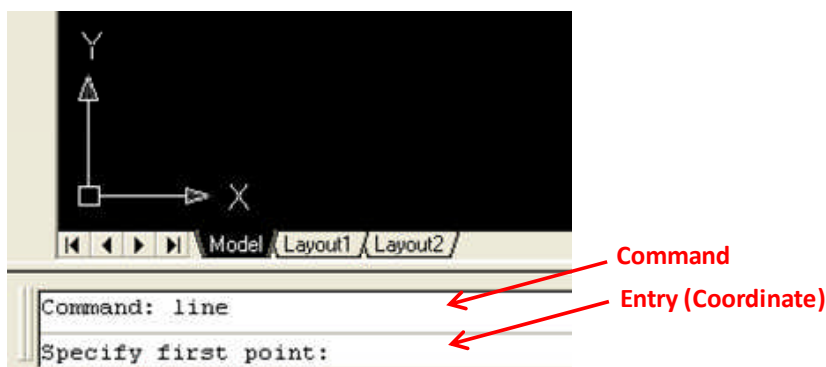 Y
X
Model Layout1 Layout2
Command
Entry (Coordinate)
Command: line
Specify first point: